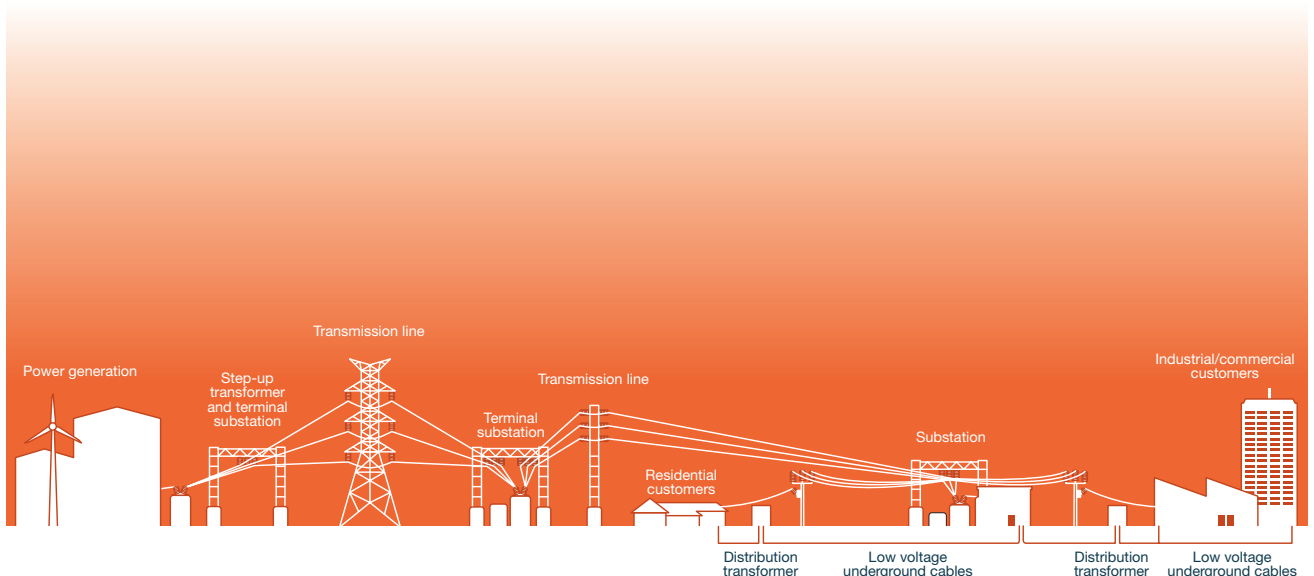 Transmission line
Power generation
Step-up
transformer
and terminal
substation
Terminal
substation
Transmission line
Residential
customers
Substation
Industrial/commercial
customers
Distribution
transformer
Low voltage
underground cables
Distribution
transformer
Low voltage
underground cables